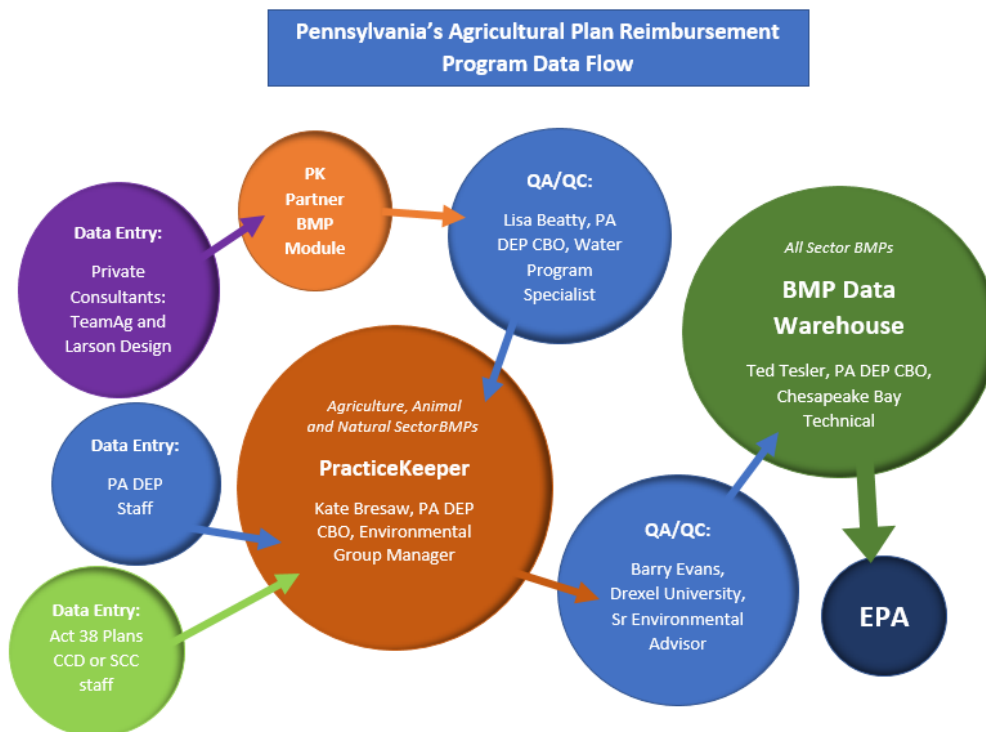 Pennsylvania's Agricultural Plan Reimbursement
Program Data Flow
Data Entry:
Private
Consultants:
TeamAg and
Larson Design
PK
Partner
BMP
Module
QA/QC:
Lisa Beatty, PA
DEP CBO, Water
Program
Specialist
All Sector BMPs
BMP Data
Warehouse
Ted Tesler, PA DEP CBO,
Chesapeake Bay
Technical
Data Entry:
PA DEP
Staff
Agriculture, Animal
and Natural SectorBMPs
PracticeKeeper
Kate Bresaw, PA DEP
CBO, Environmental
Group Manager
Data Entry:
Act 38 Plans
CCD or SCC
staff
QA/QC:
Barry Evans,
Drexel University,
Sr Environmental
Advisor
EPA